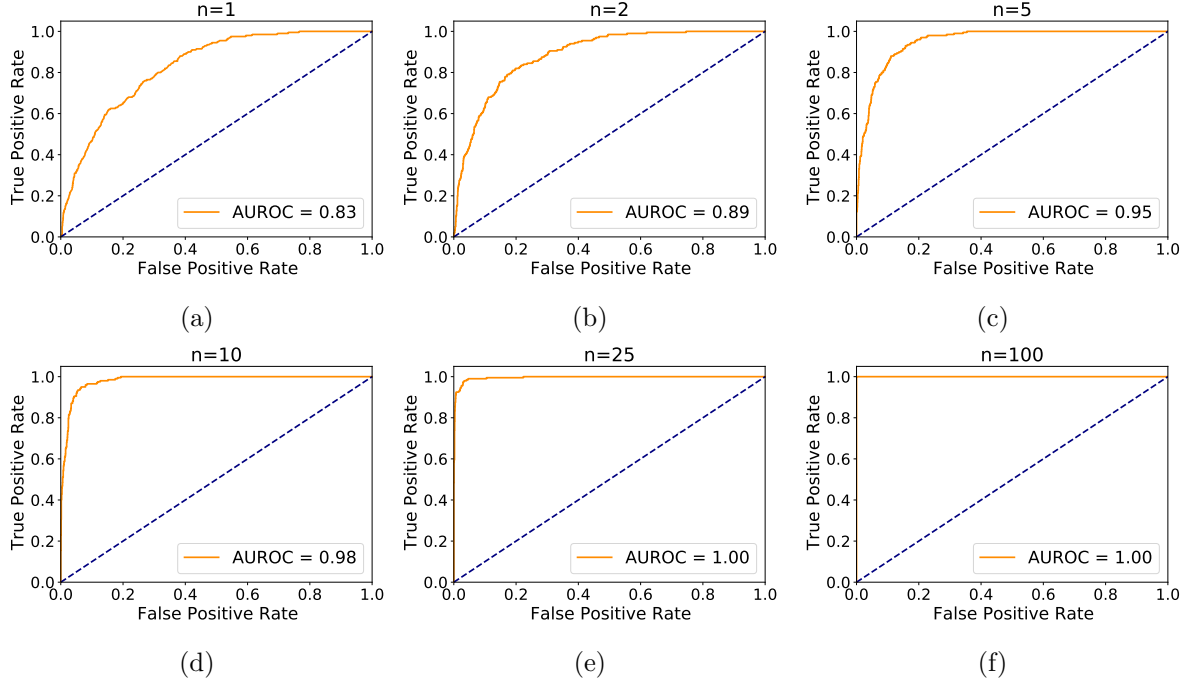 n=1
n=2
n=5
True Positive Rate
1.0
0.8
0.6
0.4
0.2
0.0
AUROC = 0.83
0.0 0.2 0.4 0.6 0.8 1.0
False Positive Rate
True Positive Rate
1.0
0.8
0.6
0.4
0.2
0.0
AUROC = 0.89
0.0 0.2 0.4 0.6 0.8 1.0
False Positive Rate
True Positive Rate
1.0
0.8
0.6
0.4
0.2
0.0
AUROC = 0.95
0.0 0.2 0.4 0.6 0.8 1.0
False Positive Rate
(a)
(b)
(c)
n=10
n=25
n=100
True Positive Rate
1.0
0.8
0.6
0.4
0.2
0.0
AUROC = 0.98
0.0 0.2 0.4 0.6 0.8 1.0
False Positive Rate
True Positive Rate
1.0
0.8
0.6
0.4
0.2
0.0
AUROC = 1.00
0.0 0.2 0.4 0.6 0.8 1.0
False Positive Rate
True Positive Rate
1.0
0.8
0.6
0.4
0.2
0.0
AUROC = 1.00
0.0 0.2 0.4 0.6 0.8 1.0
False Positive Rate
(d)
(e)
(f)